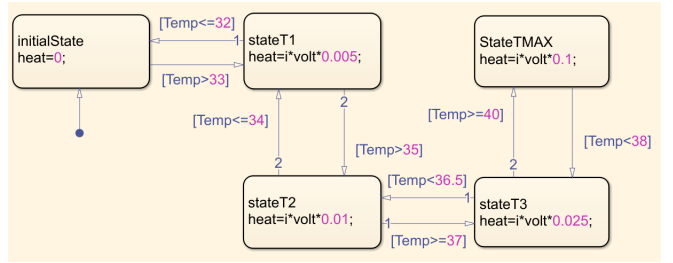 [Temp<=32]
initialState
heat=0;
1
stateT1
heat=i*volt*0.005;
StateTMAX
heat=i*volt*0.1;
[Temp>33]
2
[Temp<=34]
[Temp>=40]
[Temp>35]
[Temp<38]
2
2
[Temp<36.5]
stateT2
heat=i*volt*0.01;
1
stateT3
heat=i*volt*0.025;
1
[Temp>=37]